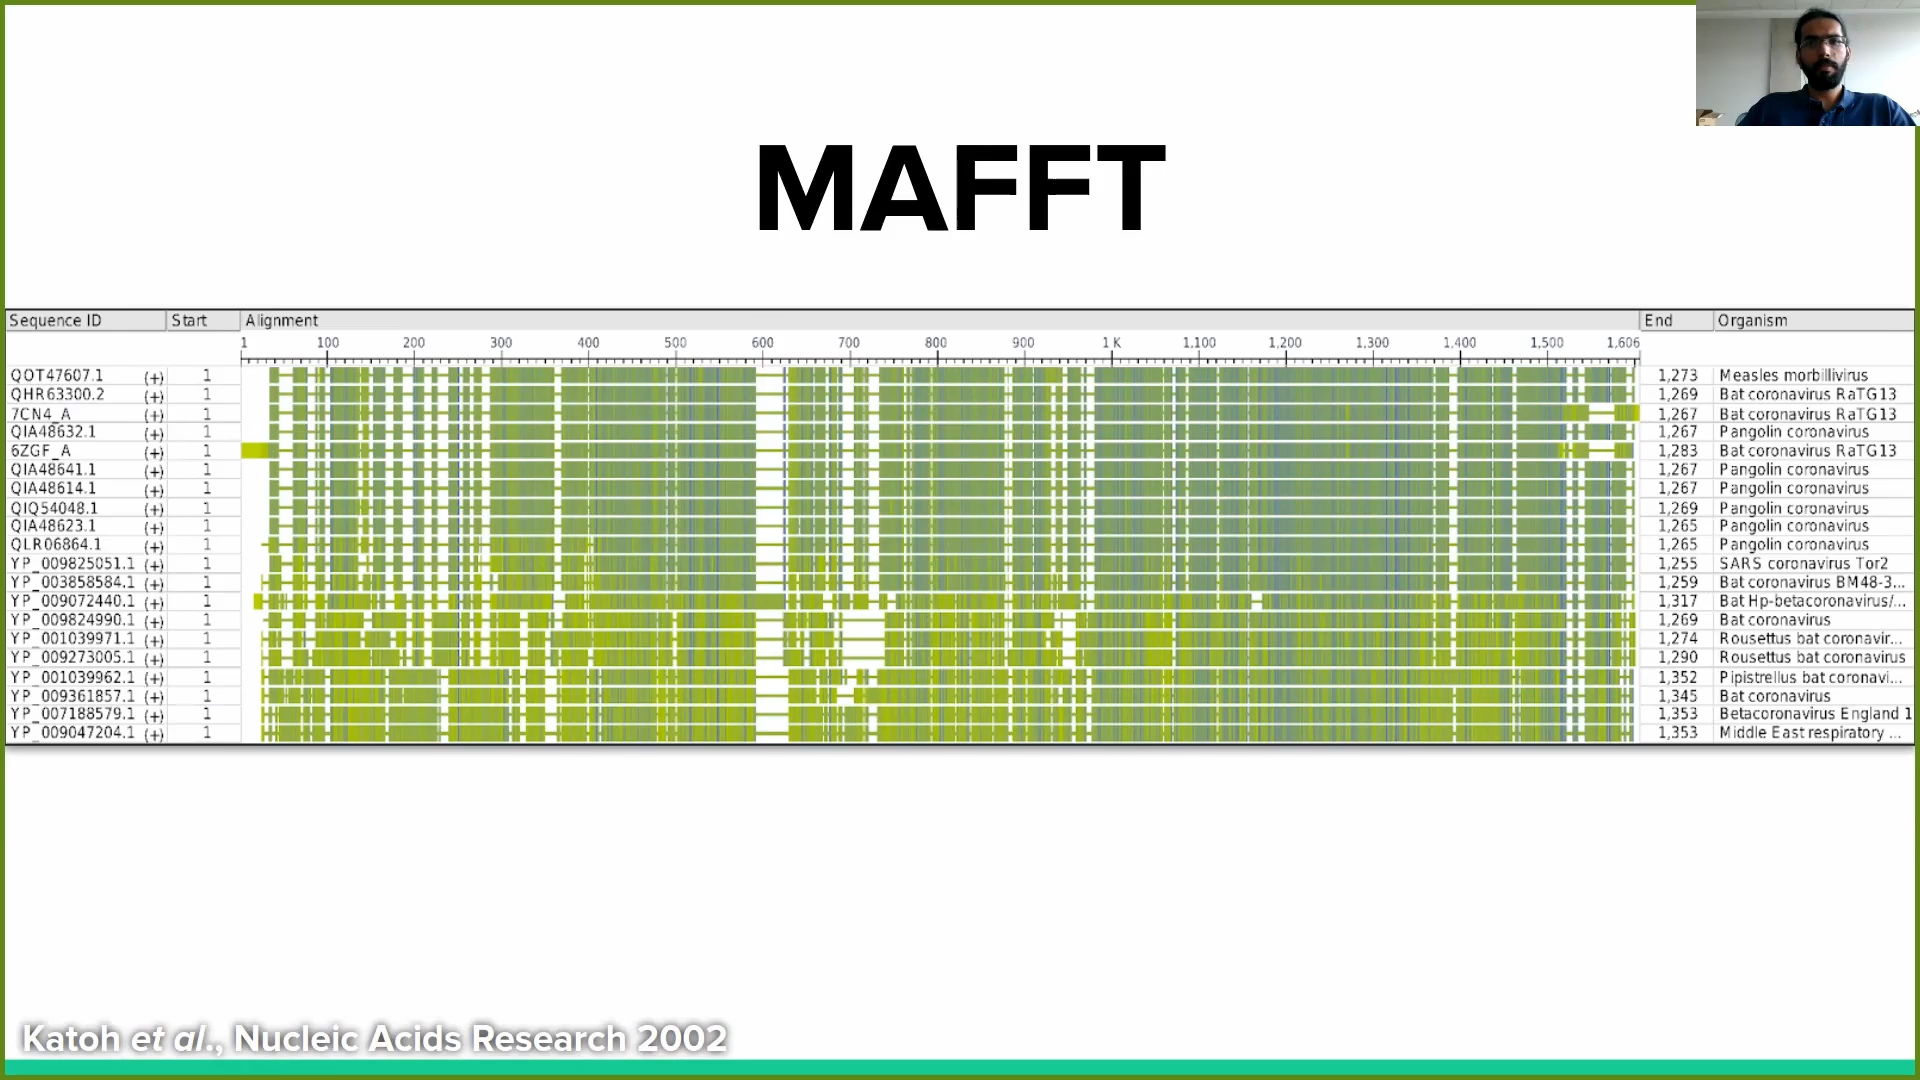 MAFFT
Sequence ID Start Alignment End Organism
1 100 200 300 400 500 600 700 800 900 1 K 1,100 1,200 1,300 1,400 1,500 1,606
QOT47607.1 (+) 1 1,273 Measles morbillivirus
QHR63300.2 (+) 1 1,269 Bat coronavirus RaTG13
7CN4_A (+) 1 1,267 Bat coronavirus RaTG13
QIA48632.1 (+) 1 1,267 Pangolin coronavirus
6ZGF_A (+) 1 1,283 Bat coronavirus RaTG13
QIA48641.1 (+) 1 1,267 Pangolin coronavirus
QIA48614.1 (+) 1 1,267 Pangolin coronavirus
QIQ54048.1 (+) 1 1,269 Pangolin coronavirus
QIA48623.1 (+) 1 1,265 Pangolin coronavirus
QLR06864.1 (+) 1 1,265 Pangolin coronavirus
YP_009825051.1 (+) 1 1,255 SARS coronavirus Tor2
YP_003858584.1 (+) 1 1,259 Bat coronavirus BM48-3...
YP_009072440.1 (+) 1 1,317 Bat Hp-betacoronavirus/...
YP_009824990.1 (+) 1 1,269 Bat coronavirus
YP_001039971.1 (+) 1 1,274 Rousettus bat coronavir...
YP_009273005.1 (+) 1 1,290 Rousettus bat coronavirus
YP_001039962.1 (+) 1 1,352 Pipistrellus bat coronavi...
YP_009361857.1 (+) 1 1,345 Bat coronavirus
YP_007188579.1 (+) 1 1,353 Betacoronavirus England 1
YP_009047204.1 (+) 1 1,353 Middle East respiratory ...
Katoh et al., Nucleic Acids Research 2002